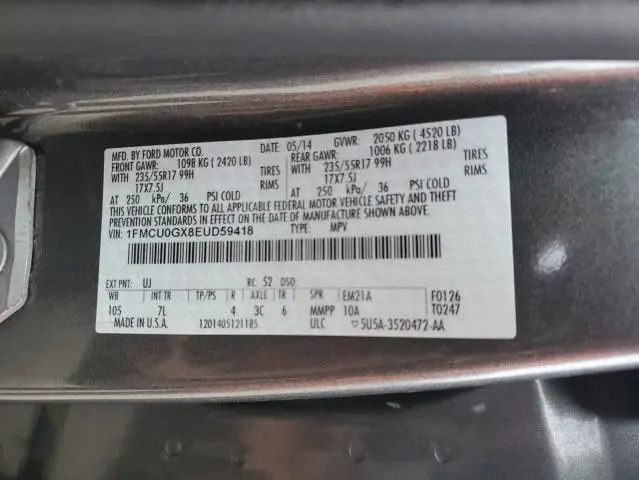 MFD. BY FORD MOTOR CO.
DATE: 05/14 GVWR: 2050 KG ( 4520 LB)
FRONT GAWR: 1098 KG ( 2420 LB) REAR GAWR: 1006 KG ( 2218 LB)
WITH 235/55R17 99H TIRES WITH 235/55R17 99H TIRES
17X7.5J RIMS 17X7.5J RIMS
AT 250 kPa/ 36 PSI COLD AT 250 kPa/ 36 PSI COLD
THIS VEHICLE CONFORMS TO ALL APPLICABLE FEDERAL MOTOR VEHICLE SAFETY AND THEFT
PREVENTION STANDARDS IN EFFECT ON THE DATE OF MANUFACTURE SHOWN ABOVE.
VIN: 1FMCU0GX8EUD59418 TYPE: MPV
EXT PNT: UJ RC: 52 DSO:
WB INT TR TP/PS R AXLE TR SPR EM21A F0126
105 7L 4 3C 6 MMPP 10A T0247
MADE IN U.S.A. 1201405121185 ULC ▽5U5A-3520472-AA